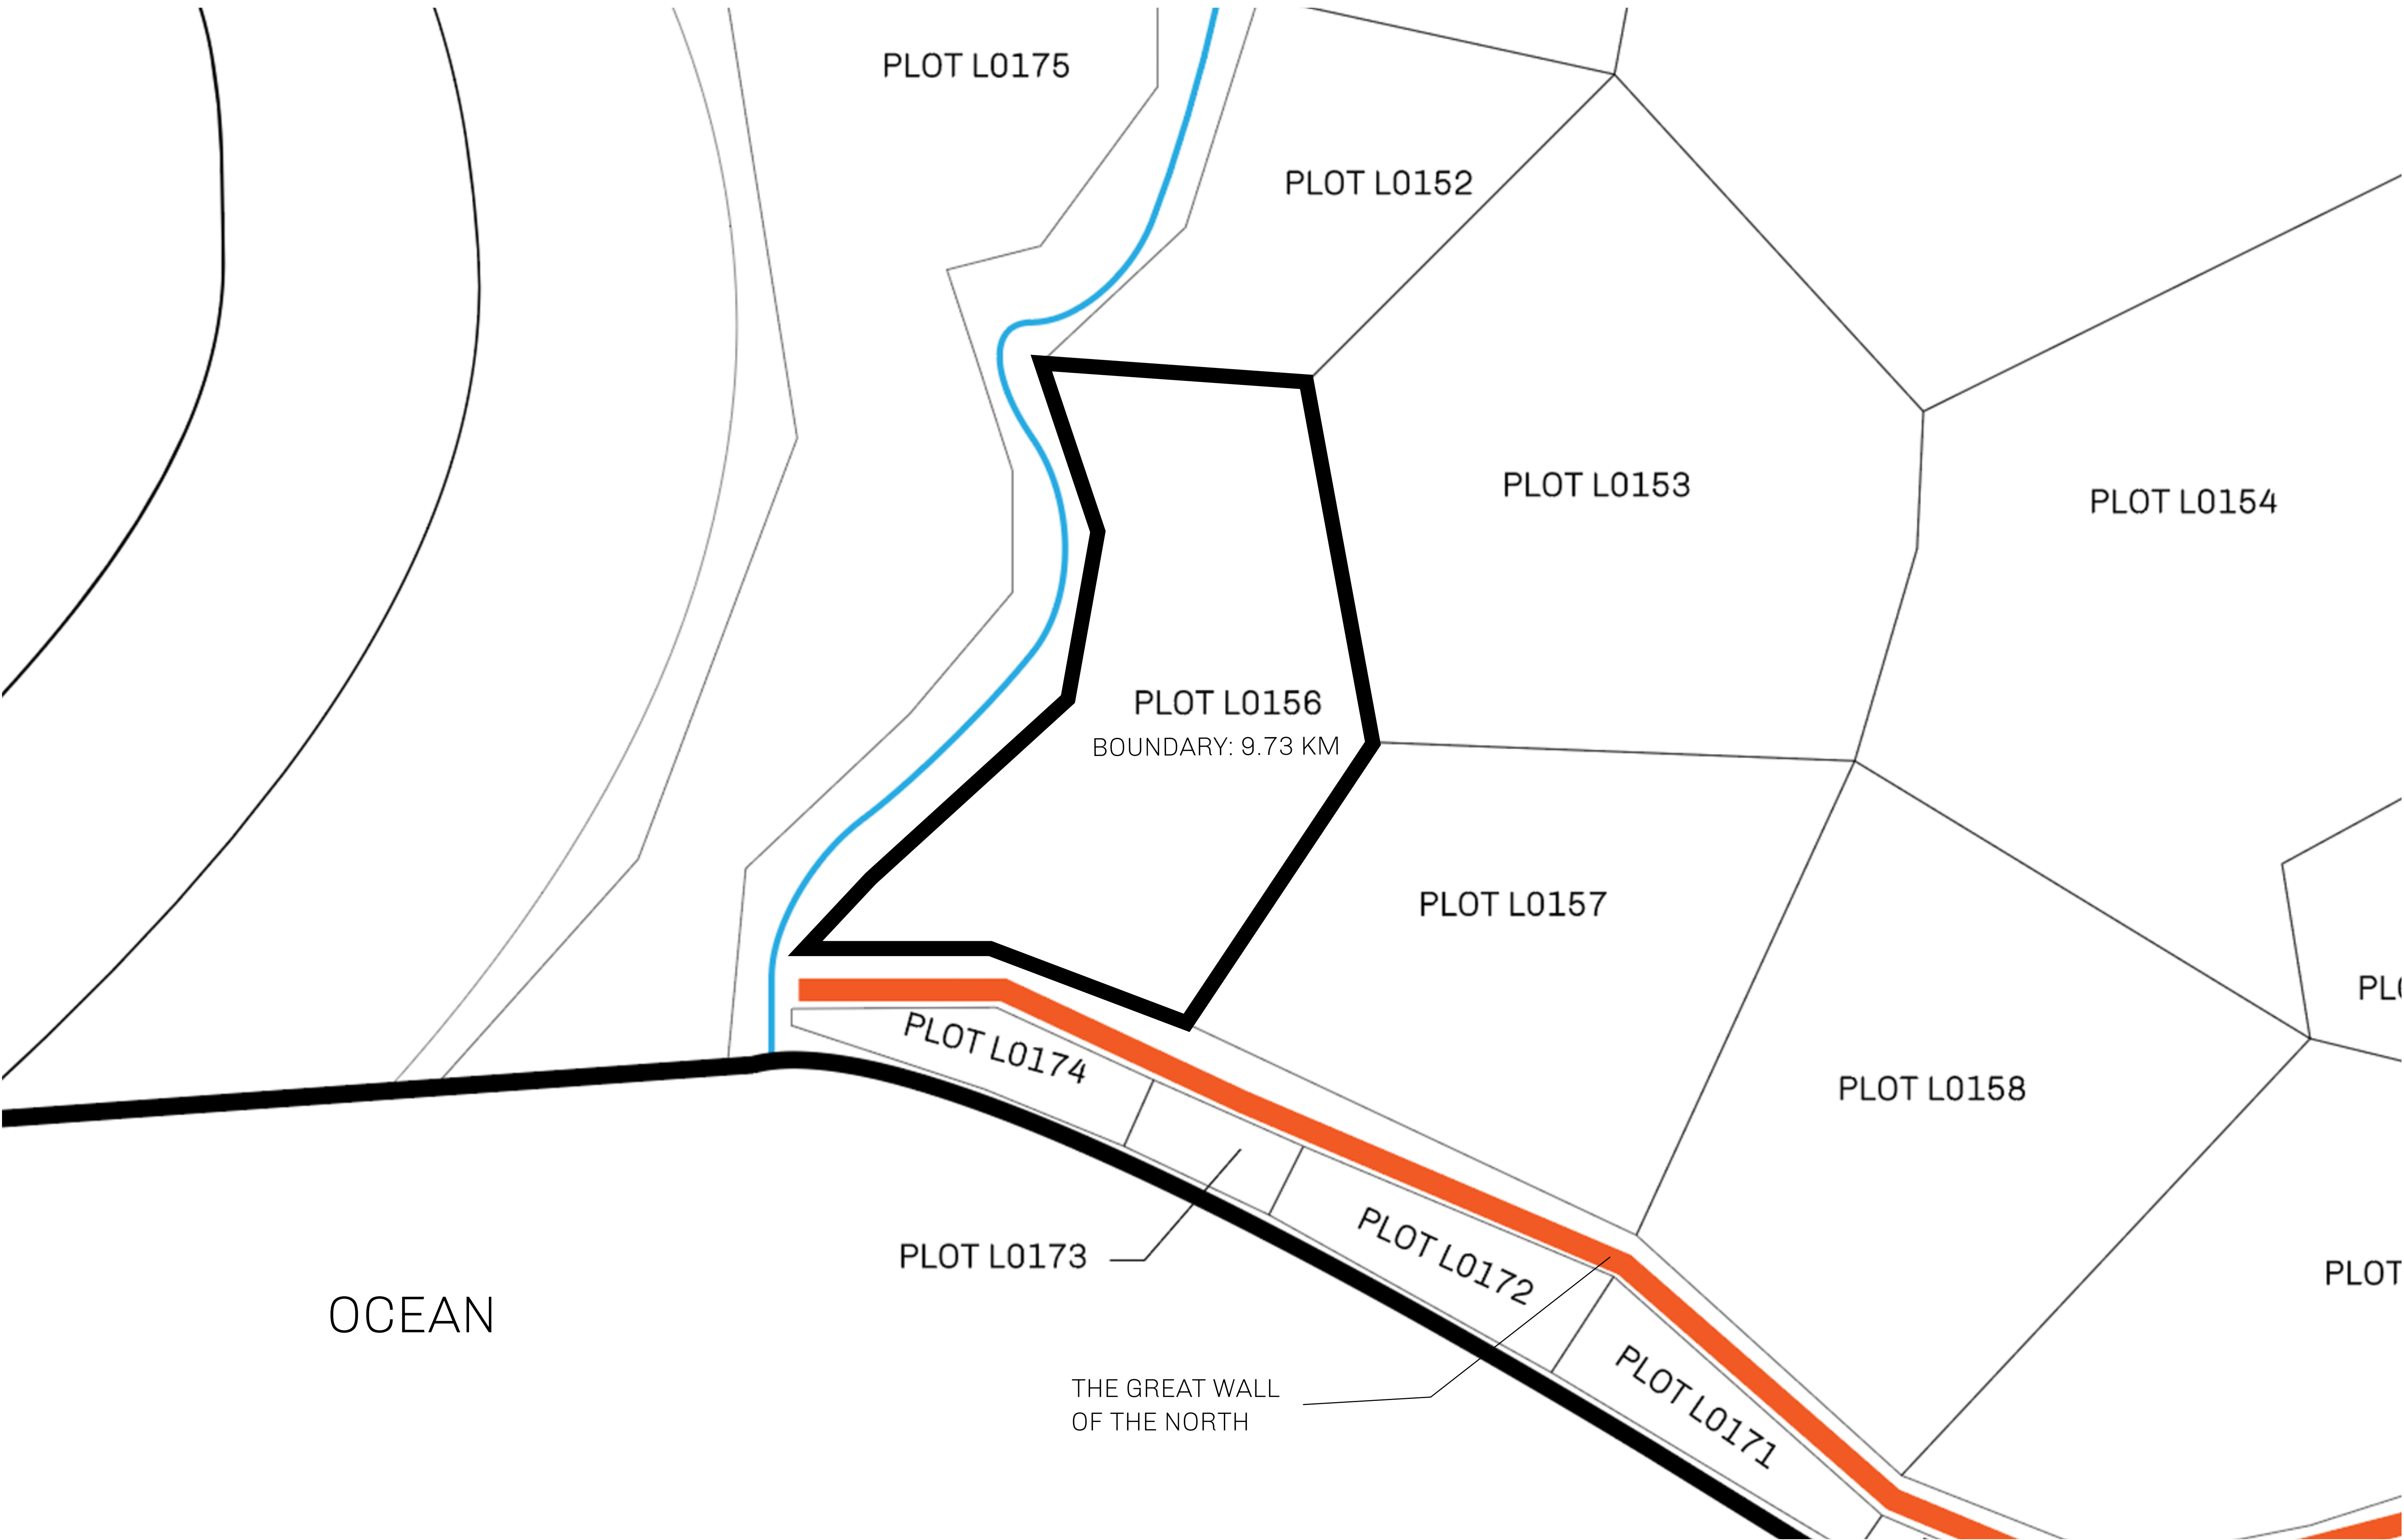 PLOT L0175
PLOT L0152
PLOT L0153
PLOT L0154
PLOT L0156
BOUNDARY: 9.73 KM
PLOT L0157
PLOT L0174
PLOT L0158
PLOT L0173
PLOT L0172
PLOT
OCEAN
THE GREAT WALL
OF THE NORTH
PLOT L0171